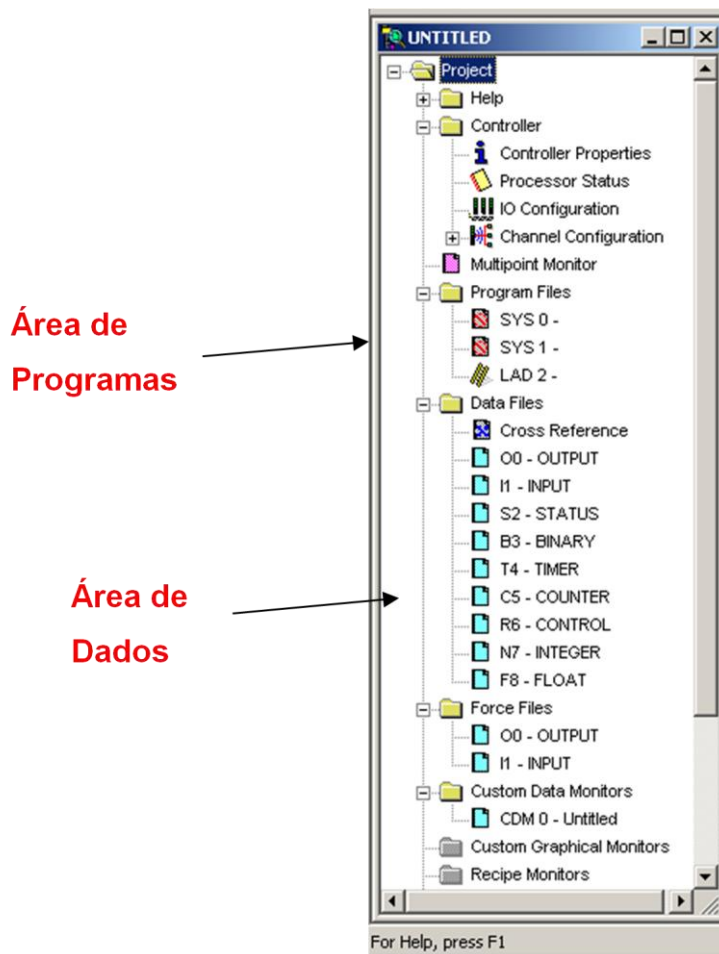 UNTITLED
Project
Help
Controller
Controller Properties
Processor Status
IO Configuration
Channel Configuration
Multipoint Monitor
Program Files
SYS 0 -
SYS 1 -
LAD 2 -
Data Files
Cross Reference
O0 - OUTPUT
I1 - INPUT
S2 - STATUS
B3 - BINARY
T4 - TIMER
C5 - COUNTER
R6 - CONTROL
N7 - INTEGER
F8 - FLOAT
Force Files
O0 - OUTPUT
I1 - INPUT
Custom Data Monitors
CDM 0 - Untitled
Custom Graphical Monitors
Recipe Monitors
For Help, press F1
Área de
Programas
Área de
Dados